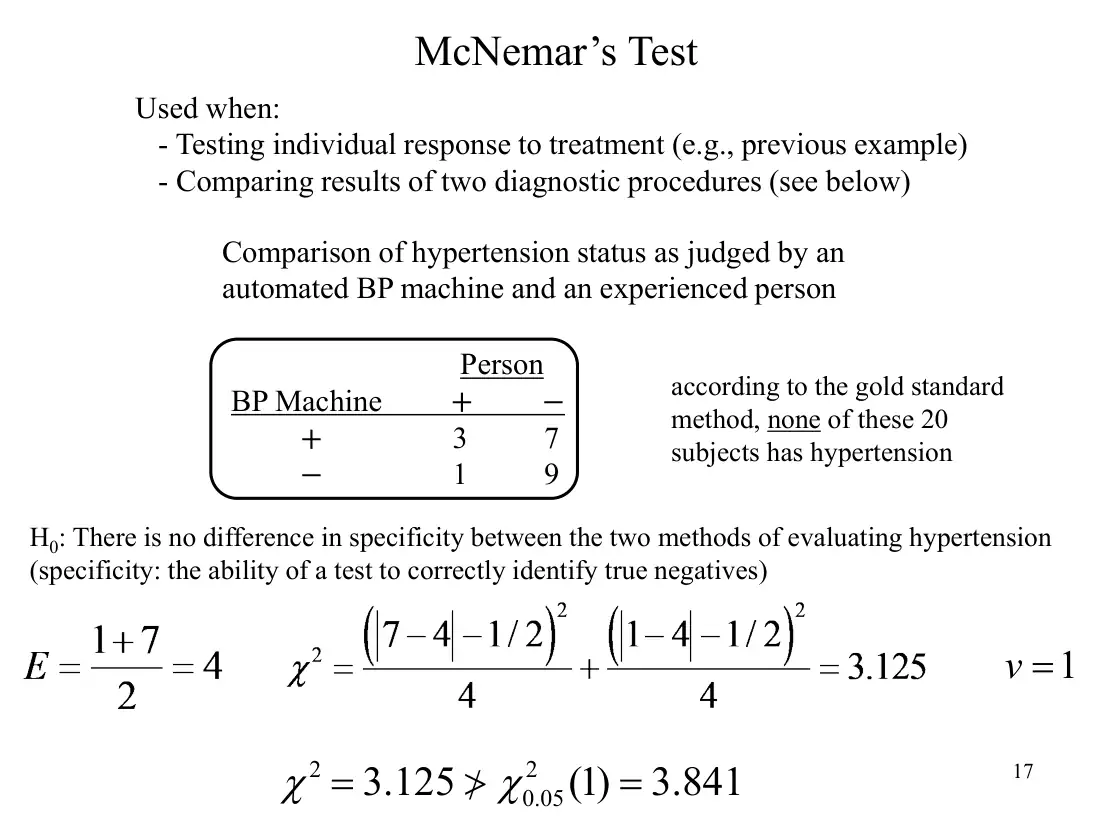 McNemar’s Test
Used when:
- Testing individual response to treatment (e.g., previous example)
- Comparing results of two diagnostic procedures (see below)
Comparison of hypertension status as judged by an
automated BP machine and an experienced person
Person
BP Machine + −
+ 3 7
− 1 9
according to the gold standard
method, none of these 20
subjects has hypertension
H₀: There is no difference in specificity between the two methods of evaluating hypertension
(specificity: the ability of a test to correctly identify true negatives)
E = (1+7)/2 = 4 χ² = (|7−4|−1/2)²/4 + (|1−4|−1/2)²/4 = 3.125 ν = 1
χ² = 3.125 ≯ χ²₀.₀₅(1) = 3.841
17